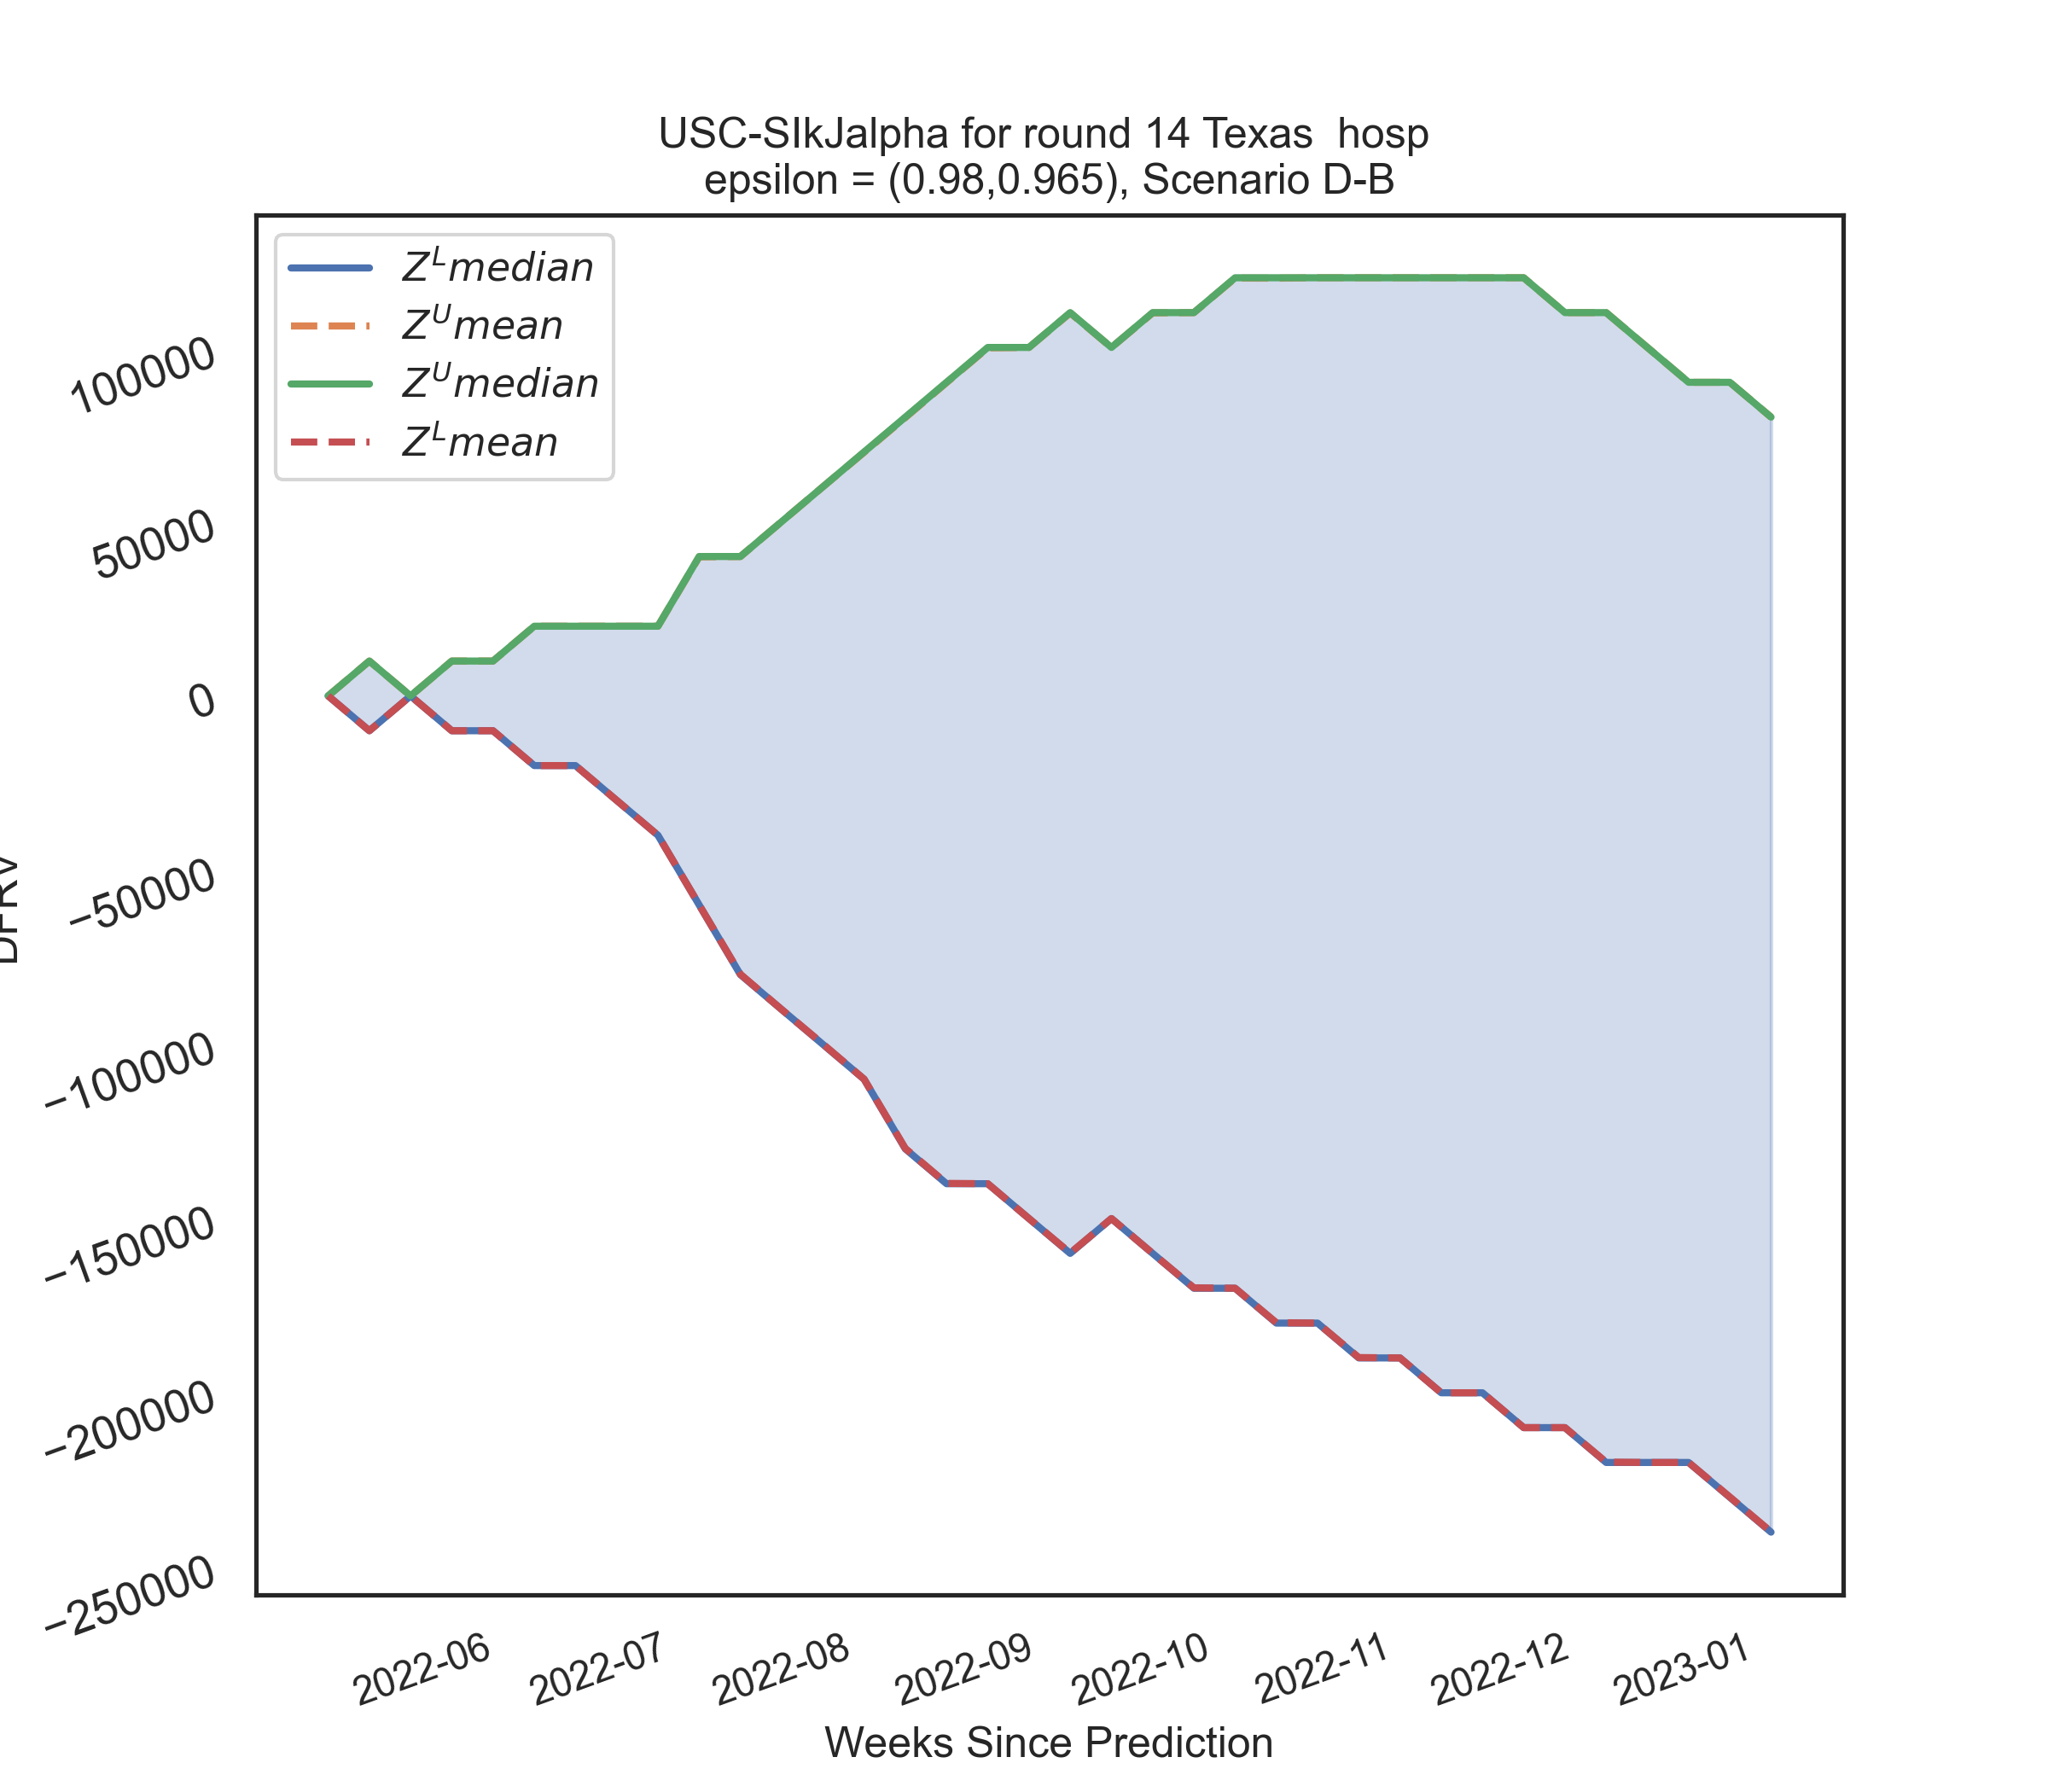 USC-SIkJalpha for round 14 Texas  hosp
epsilon = (0.98,0.965), Scenario D-B
Z^L median
Z^U mean
Z^U median
Z^L mean
100000
50000
0
−50000
−100000
−150000
−200000
−250000
2022-06
2022-07
2022-08
2022-09
2022-10
2022-11
2022-12
2023-01
Weeks Since Prediction